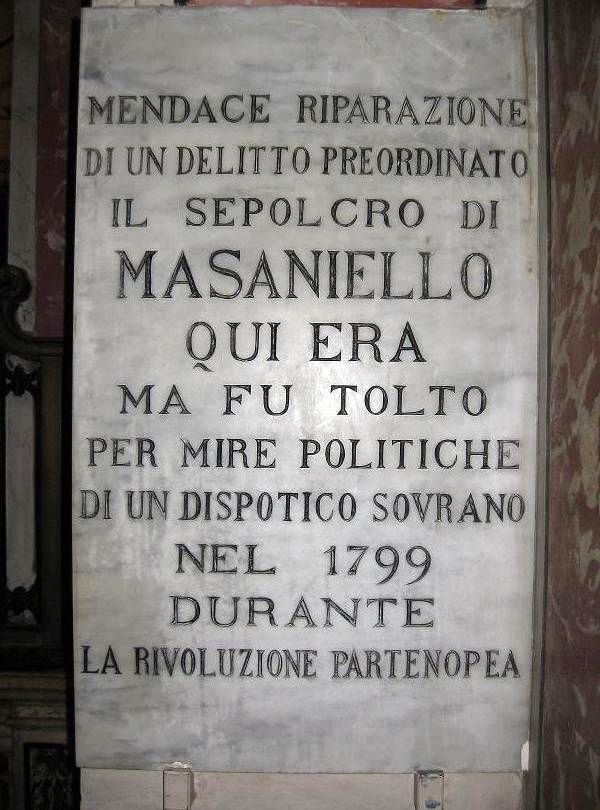 MENDACE RIPARAZIONE
DI UN DELITTO PREORDINATO
IL SEPOLCRO DI
MASANIELLO
QUI ERA
MA FU TOLTO
PER MIRE POLITICHE
DI UN DISPOTICO SOVRANO
NEL 1799
DURANTE
LA RIVOLUZIONE PARTENOPEA